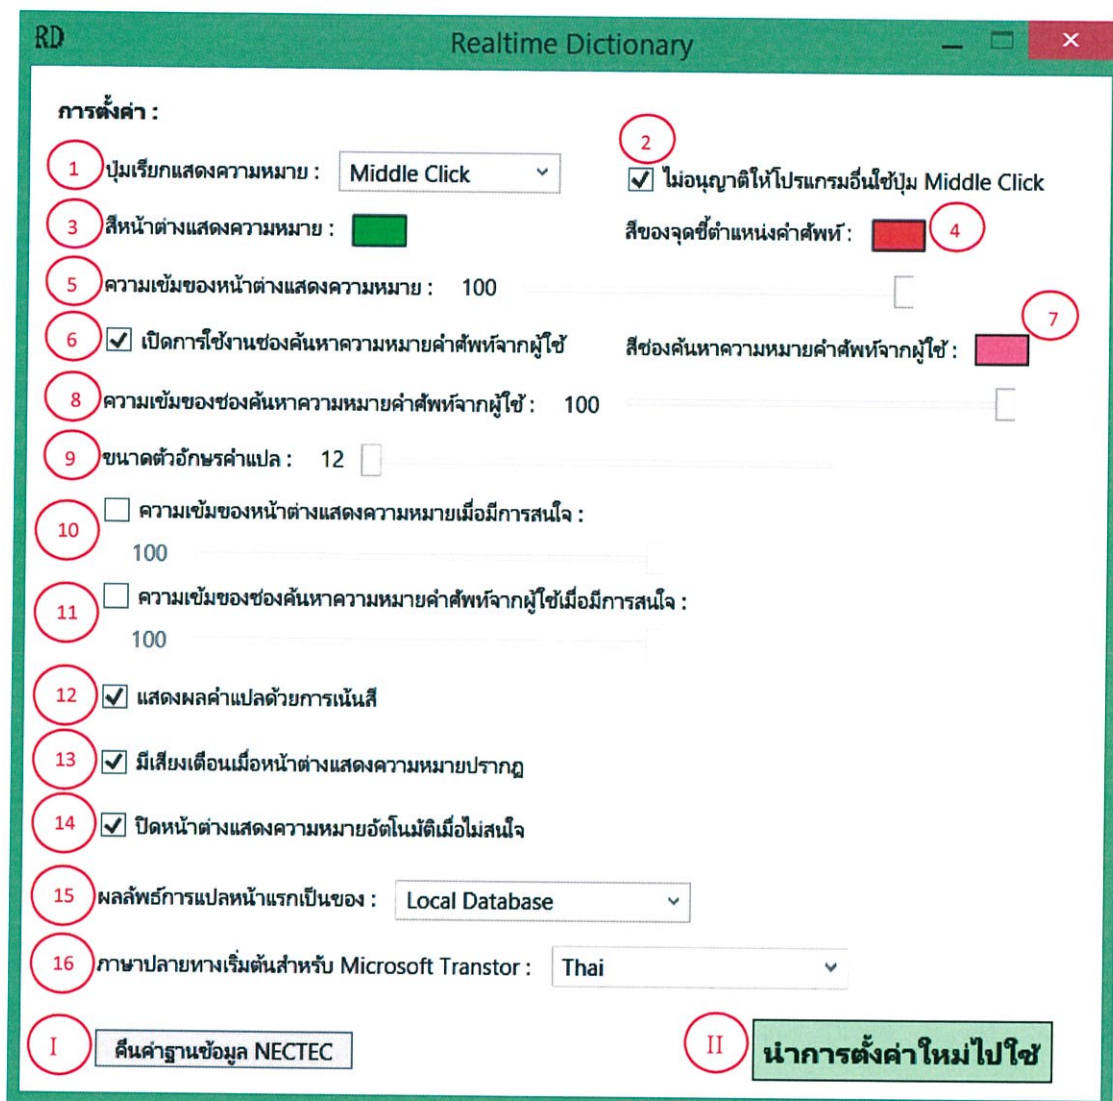 RD Realtime Dictionary
การตั้งค่า :
2
1 ปุ่มเรียกแสดงความหมาย : Middle Click ไม่อนุญาติให้โปรแกรมอื่นใช้ปุ่ม Middle Click
3 สีหน้าต่างแสดงความหมาย : สีของจุดชี้ตำแหน่งคำศัพท์ : 4
5 ความเข้มของหน้าต่างแสดงความหมาย : 100
7
6 เปิดการใช้งานช่องค้นหาความหมายคำศัพท์จากผู้ใช้ สีช่องค้นหาความหมายคำศัพท์จากผู้ใช้ :
8 ความเข้มของช่องค้นหาความหมายคำศัพท์จากผู้ใช้ : 100
9 ขนาดตัวอักษรคำแปล : 12
10 ความเข้มของหน้าต่างแสดงความหมายเมื่อมีการสนใจ :
100
11 ความเข้มของช่องค้นหาความหมายคำศัพท์จากผู้ใช้เมื่อมีการสนใจ :
100
12 แสดงผลคำแปลด้วยการเน้นสี
13 มีเสียงเตือนเมื่อหน้าต่างแสดงความหมายปรากฏ
14 ปิดหน้าต่างแสดงความหมายอัตโนมัติเมื่อไม่สนใจ
15 ผลลัพธ์การแปลหน้าแรกเป็นของ : Local Database
16 ภาษาปลายทางเริ่มต้นสำหรับ Microsoft Transtor : Thai
I คืนค่าฐานข้อมูล NECTEC II นำการตั้งค่าใหม่ไปใช้